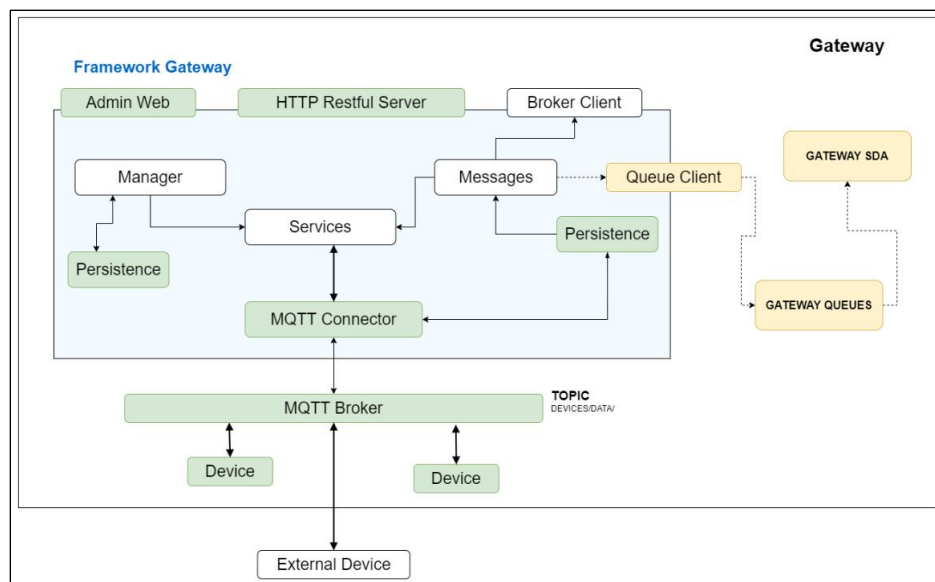 Gateway
Framework Gateway
Admin Web
HTTP Restful Server
Broker Client
GATEWAY SDA
Manager
Messages
Queue Client
Services
Persistence
Persistence
GATEWAY QUEUES
MQTT Connector
TOPIC
DEVICES/DATA/
MQTT Broker
Device
Device
External Device